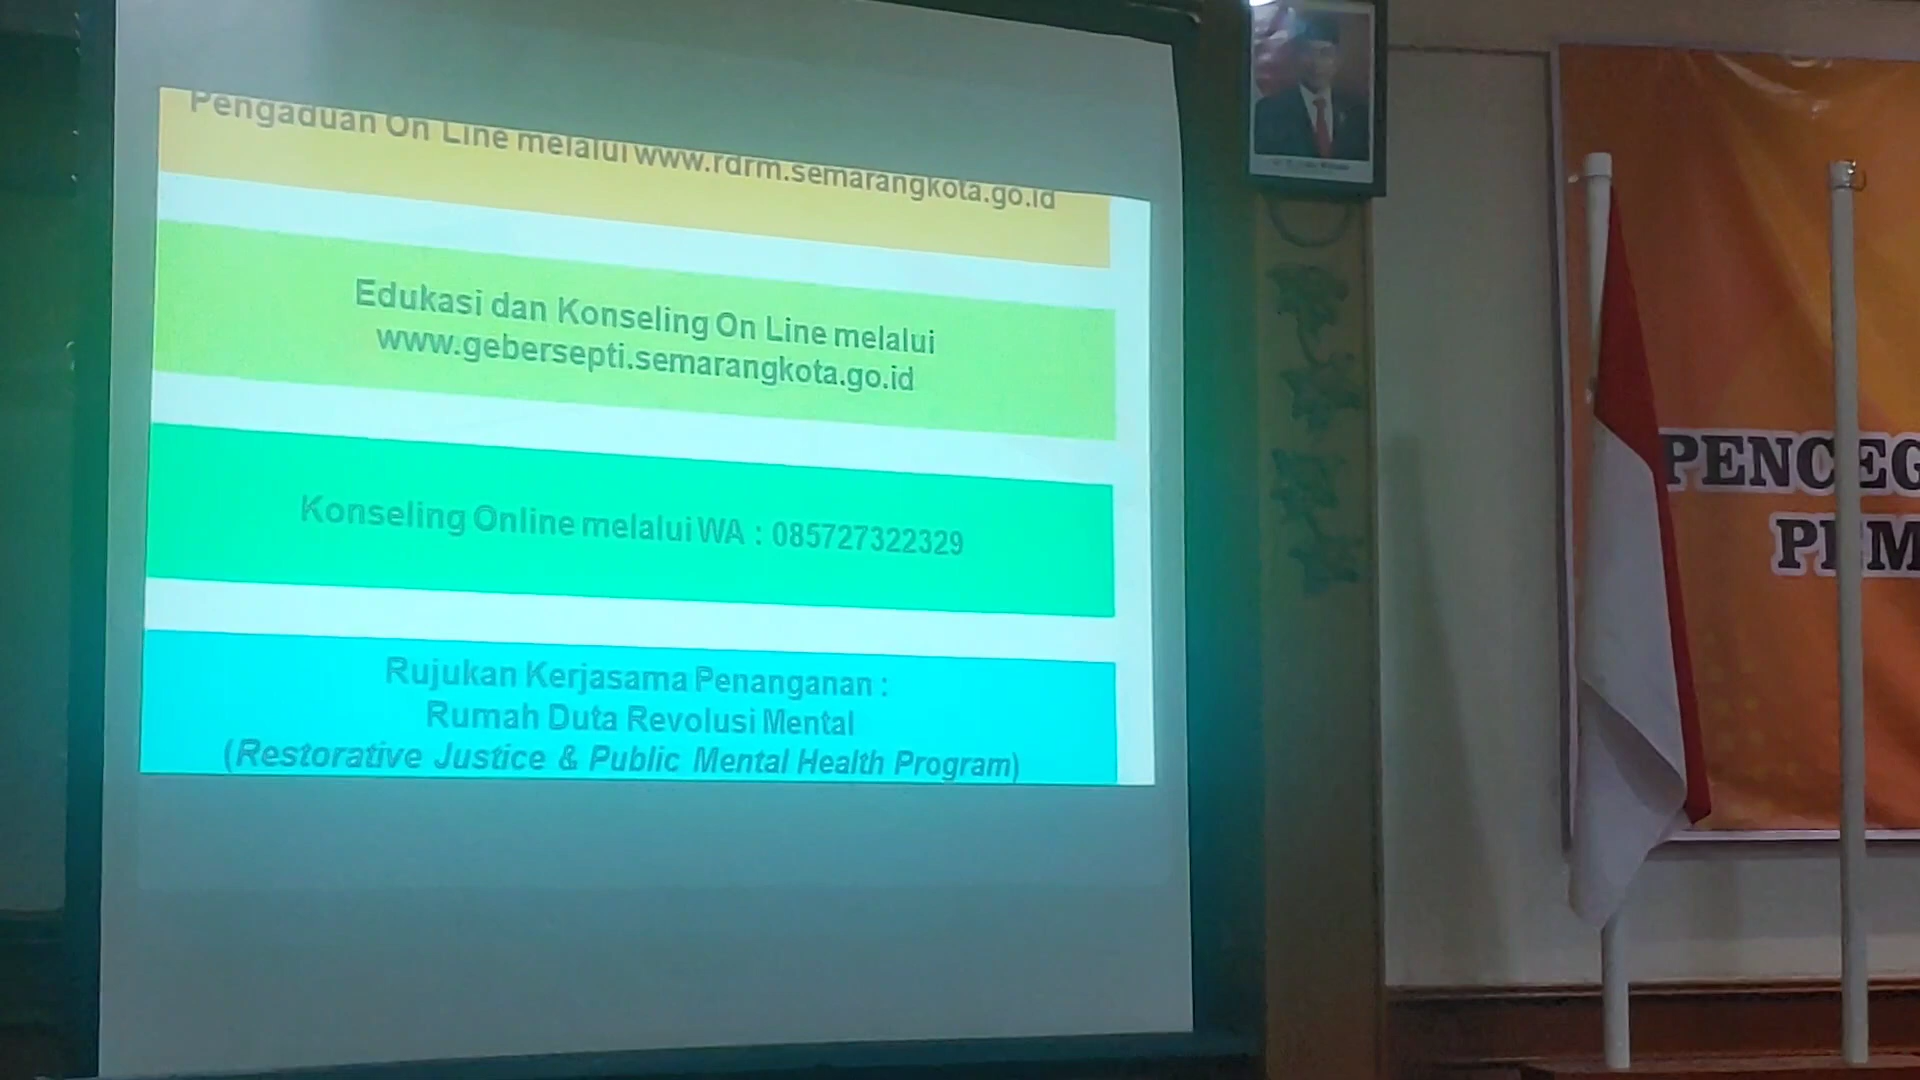 Pengaduan On Line melalui www.rdrm.semarangkota.go.id
Edukasi dan Konseling On Line melalui
www.gebersepti.semarangkota.go.id
Konseling Online melalui WA : 085727322329
Rujukan Kerjasama Penanganan :
Rumah Duta Revolusi Mental
(Restorative Justice & Public Mental Health Program)
PENCEG
PEM